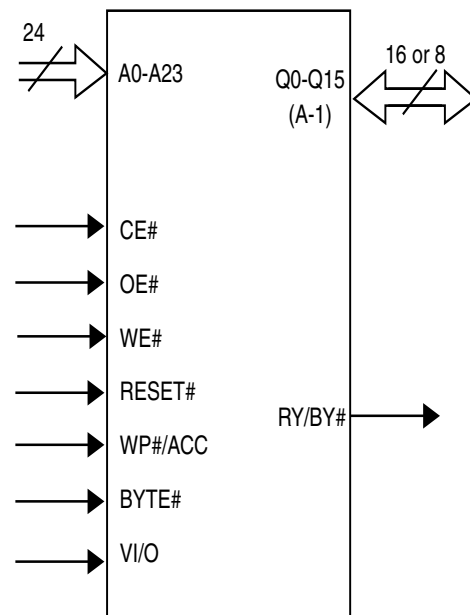 24
A0-A23
16 or 8
Q0-Q15
(A-1)
CE#
OE#
WE#
RESET#
RY/BY#
WP#/ACC
BYTE#
VI/O